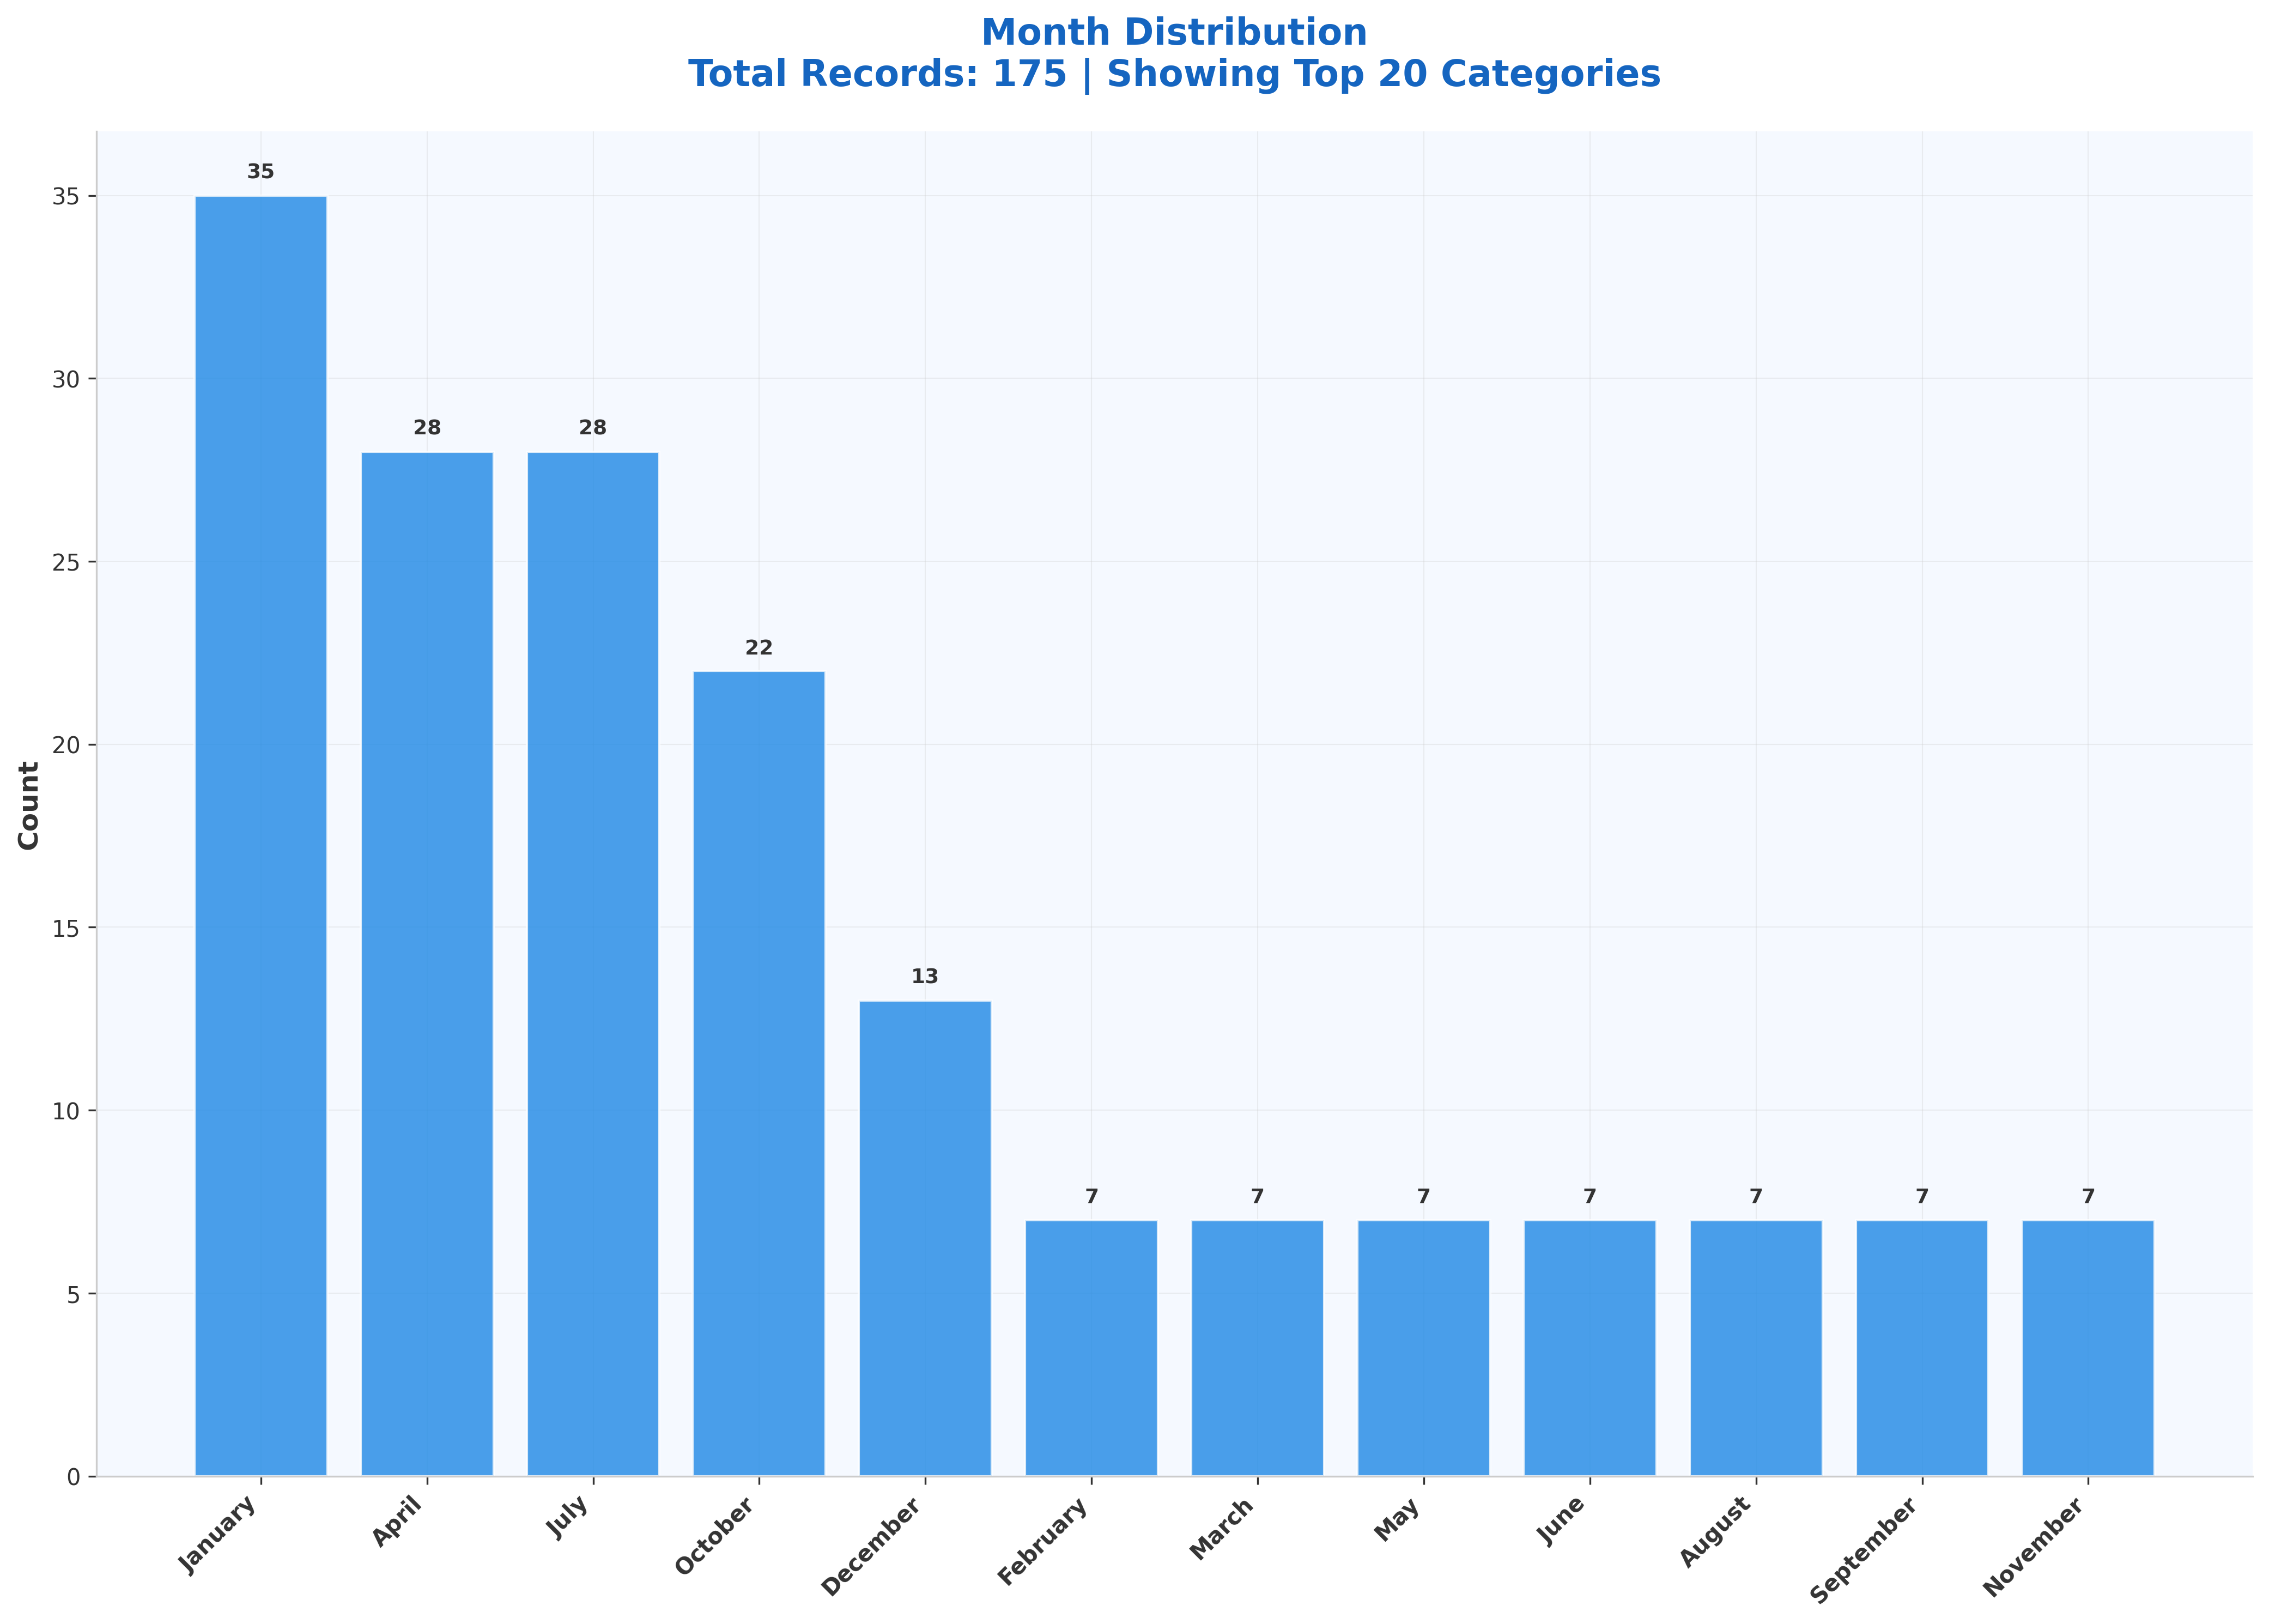 Month Distribution
Total Records: 175 | Showing Top 20 Categories
Count
35
30
25
20
15
10
5
0
35
28
28
22
13
7
7
7
7
7
7
7
January
April
July
October
December
February
March
May
June
August
September
November